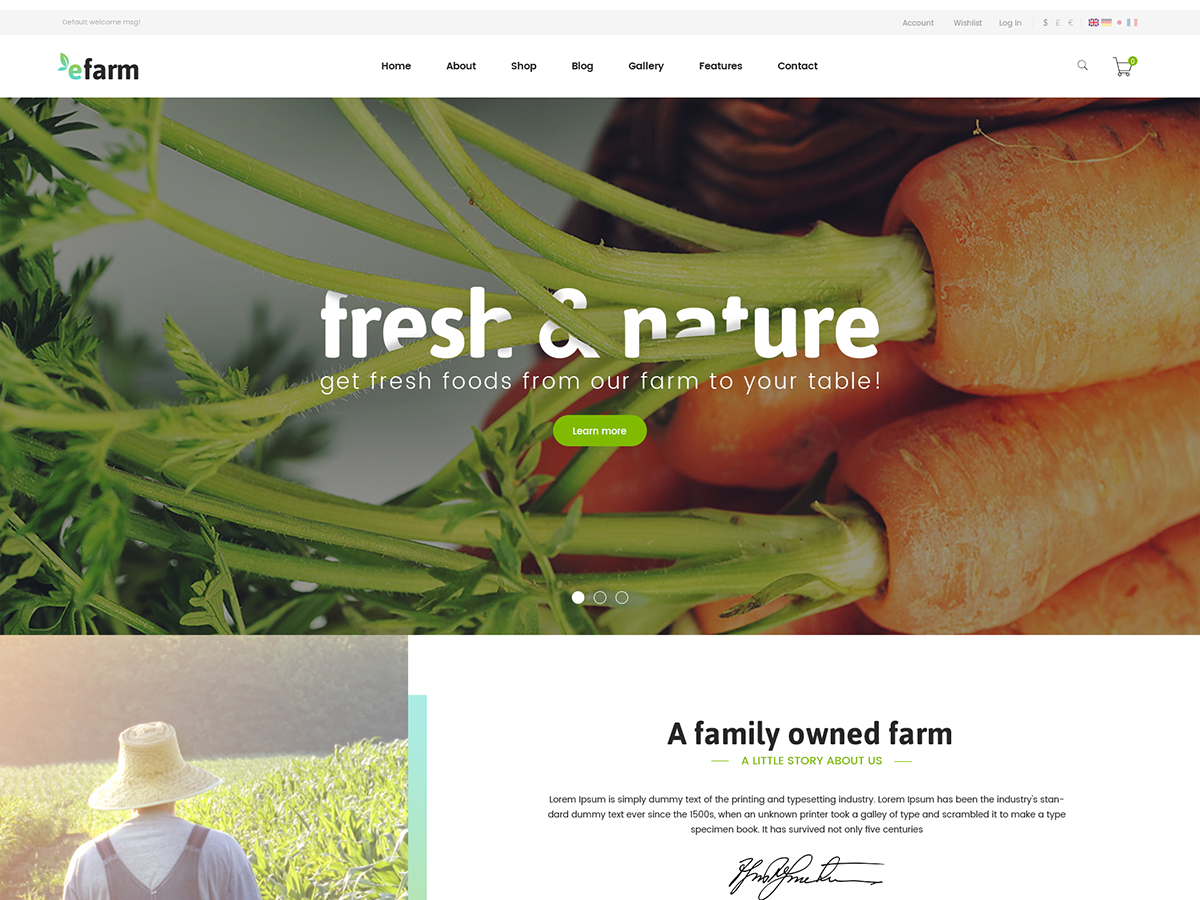 Default welcome msg!
Account Wishlist Log In $ £ €
efarm
Home About Shop Blog Gallery Features Contact
0
fresh & nature
get fresh foods from our farm to your table!
Learn more
A family owned farm
A LITTLE STORY ABOUT US
Lorem Ipsum is simply dummy text of the printing and typesetting industry. Lorem Ipsum has been the industry's stan-
dard dummy text ever since the 1500s, when an unknown printer took a galley of type and scrambled it to make a type
specimen book. It has survived not only five centuries